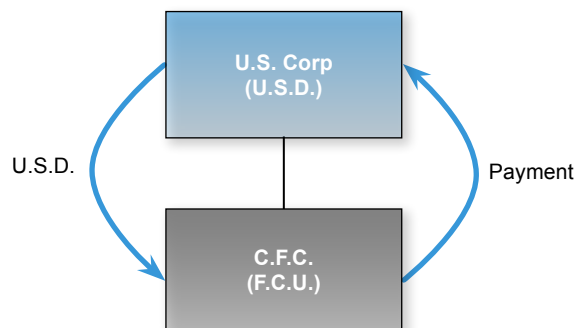 U.S. Corp
(U.S.D.)
U.S.D.
Payment
C.F.C.
(F.C.U.)